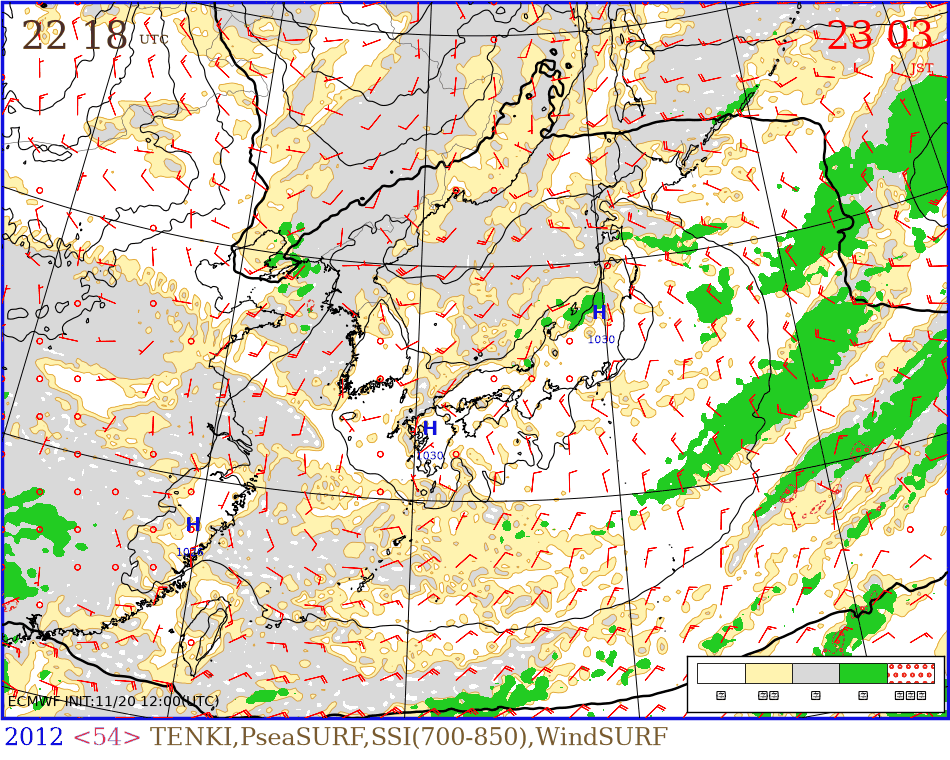 22 18 UTC
23 03
JST
H
1030
H
1030
H
ECMWF INIT:11/20 12:00(UTC)
2012 <54> TENKI,PseaSURF,SSI(700-850),WindSURF